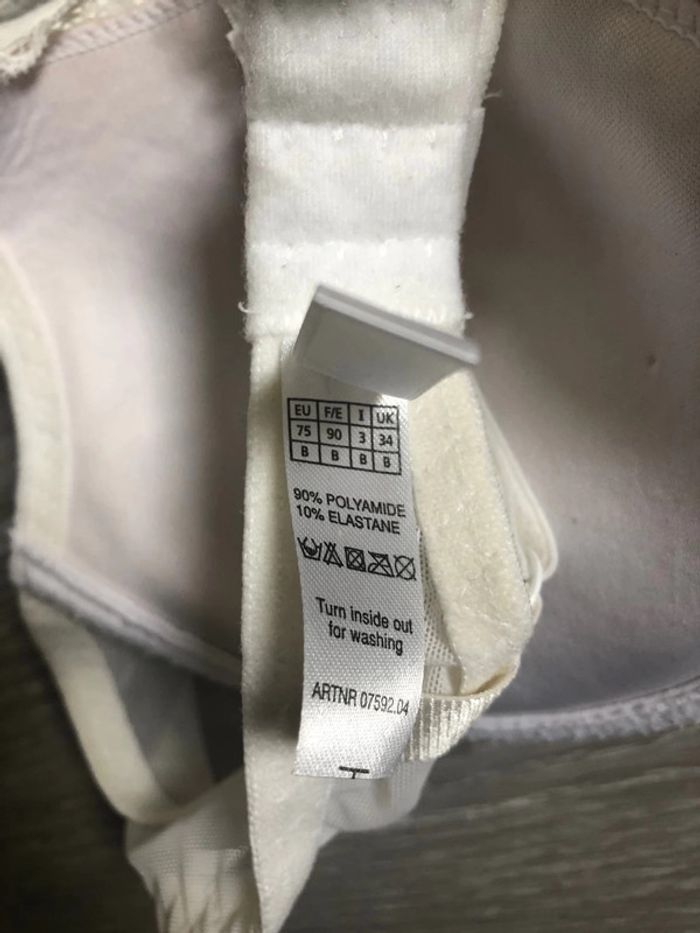 EU F/E I UK
75 90 3 34
B B B B
90% POLYAMIDE
10% ELASTANE
Turn inside out
for washing
ARTNR 07592.04